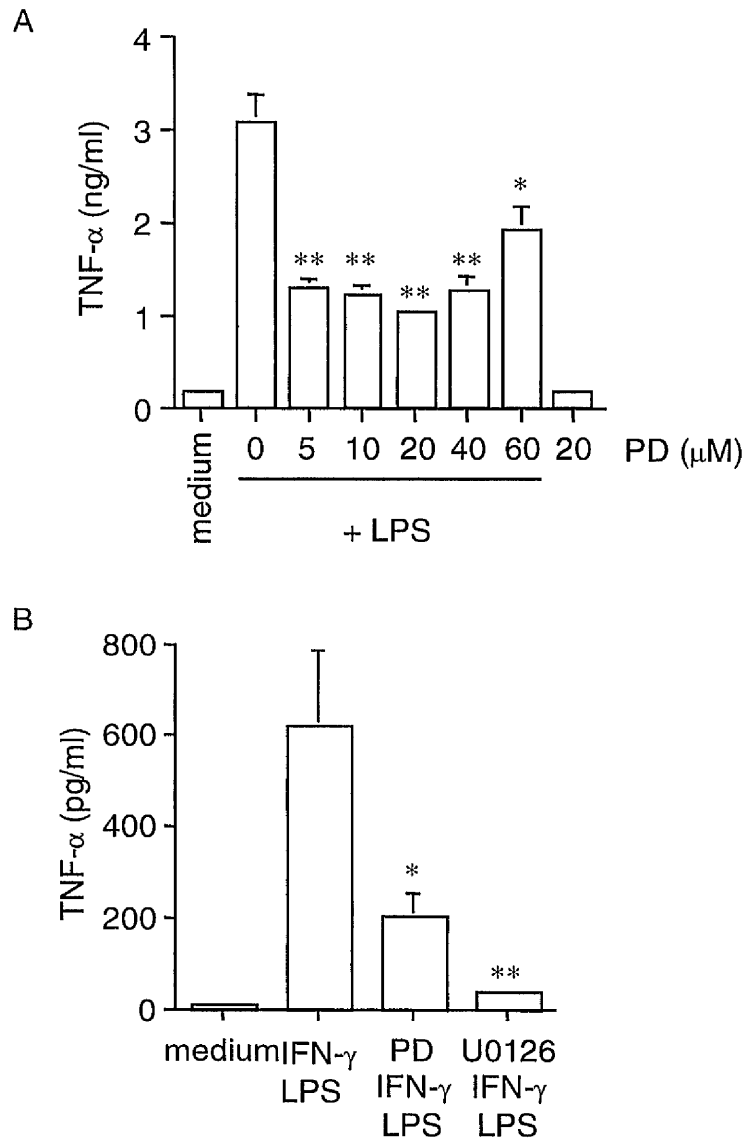 A
4
3
2
1
0
TNF-α (ng/ml)
** ** ** ** *
medium 0 5 10 20 40 60 20 PD (μM)
+ LPS
B
800
600
400
200
0
TNF-α (pg/ml)
* **
medium IFN-γ PD U0126
LPS IFN-γ IFN-γ
LPS LPS